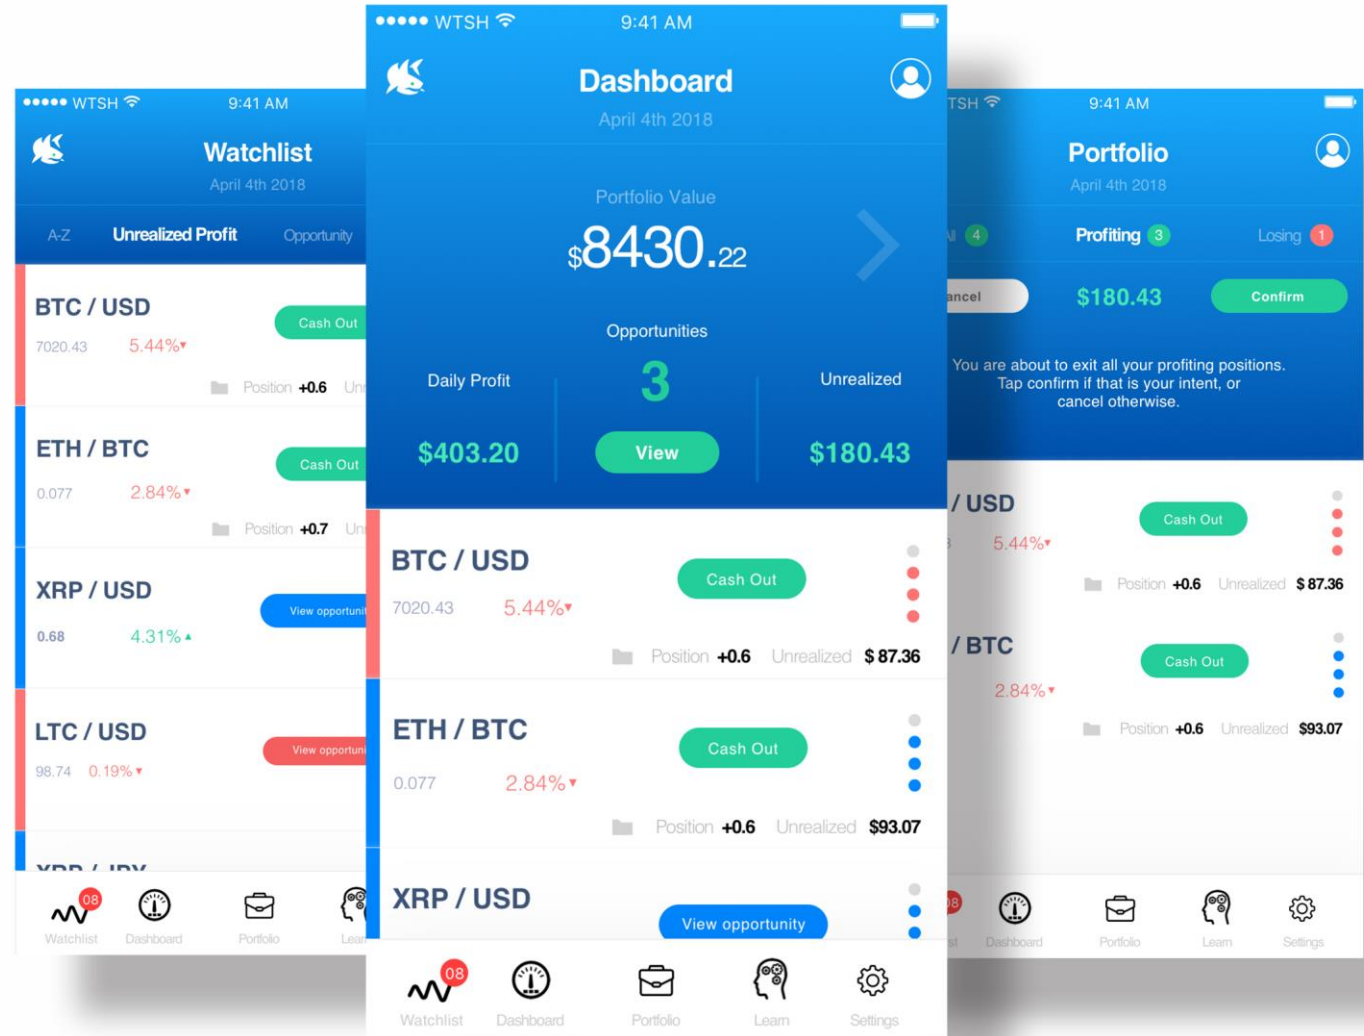 WTSH 9:41 AM
Watchlist
April 4th 2018
A-Z Unrealized Profit Opportunity
BTC / USD
Cash Out
7020.43 5.44%
Position +0.6
ETH / BTC
Cash Out
0.077 2.84%
Position +0.7
XRP / USD
View opportunit
0.68 4.31%
LTC / USD
View opportuni
98.74 0.19%
08
Watchlist Dashboard Portfolio Lear
WTSH 9:41 AM
Dashboard
April 4th 2018
Portfolio Value
$8430.22
Opportunities
Daily Profit 3 Unrealized
$403.20 View $180.43
BTC / USD
Cash Out
7020.43 5.44%
Position +0.6 Unrealized $ 87.36
ETH / BTC
Cash Out
0.077 2.84%
Position +0.6 Unrealized $93.07
XRP / USD
View opportunity
08
Watchlist Dashboard Portfolio Learn Settings
TSH 9:41 AM
Portfolio
April 4th 2018
4 Profiting 3 Losing 1
ancel $180.43 Confirm
You are about to exit all your profiting positions.
Tap confirm if that is your intent, or
cancel otherwise.
/ USD
Cash Out
5.44%
Position +0.6 Unrealized $ 87.36
/ BTC
Cash Out
2.84%
Position +0.6 Unrealized $93.07
Dashboard Portfolio Learn Settings